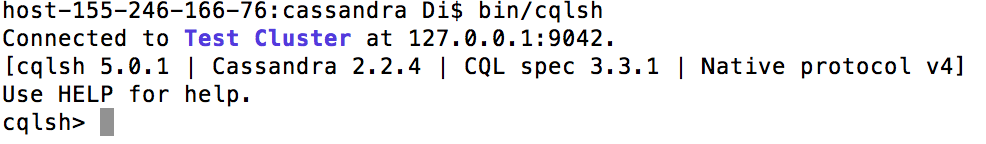 host-155-246-166-76:cassandra Di$ bin/cqlsh
Connected to Test Cluster at 127.0.0.1:9042.
[cqlsh 5.0.1 | Cassandra 2.2.4 | CQL spec 3.3.1 | Native protocol v4]
Use HELP for help.
cqlsh>